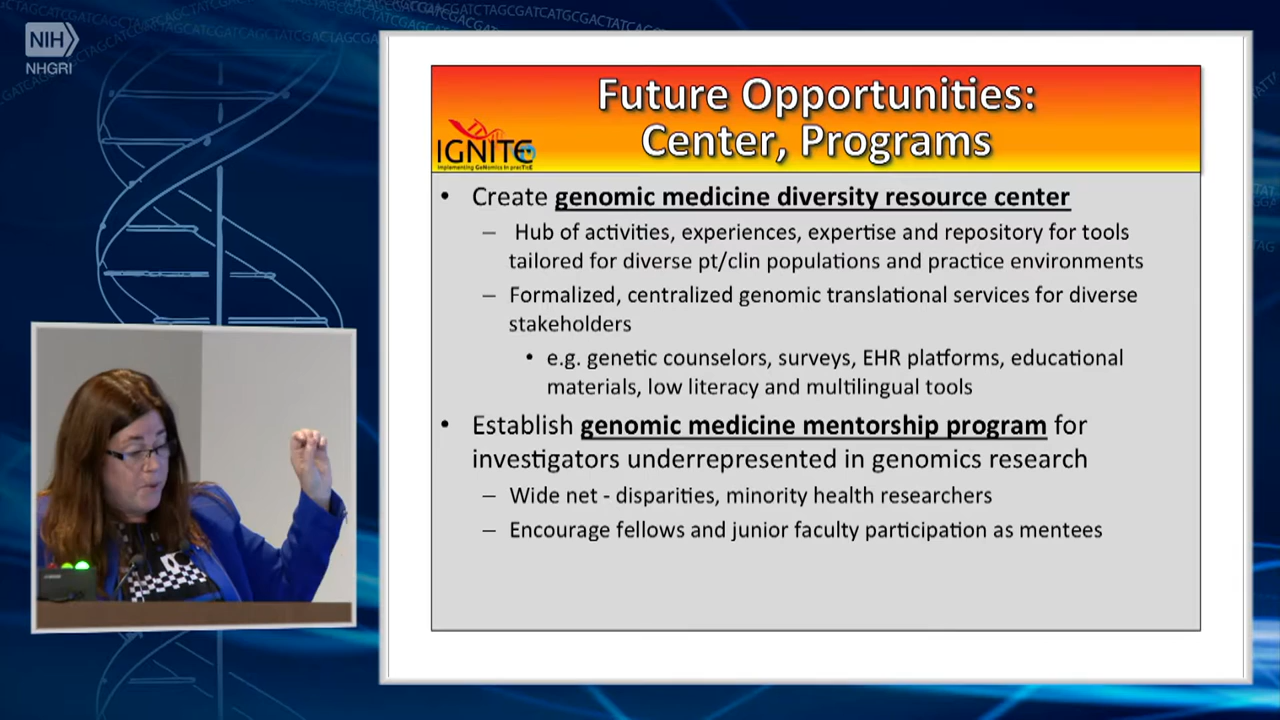 NIH
NHGRI
Future Opportunities:
Center, Programs
IGNITE
Implementing GeNomics In pracTicE
• Create genomic medicine diversity resource center
– Hub of activities, experiences, expertise and repository for tools
tailored for diverse pt/clin populations and practice environments
– Formalized, centralized genomic translational services for diverse
stakeholders
• e.g. genetic counselors, surveys, EHR platforms, educational
materials, low literacy and multilingual tools
• Establish genomic medicine mentorship program for
investigators underrepresented in genomics research
– Wide net - disparities, minority health researchers
– Encourage fellows and junior faculty participation as mentees